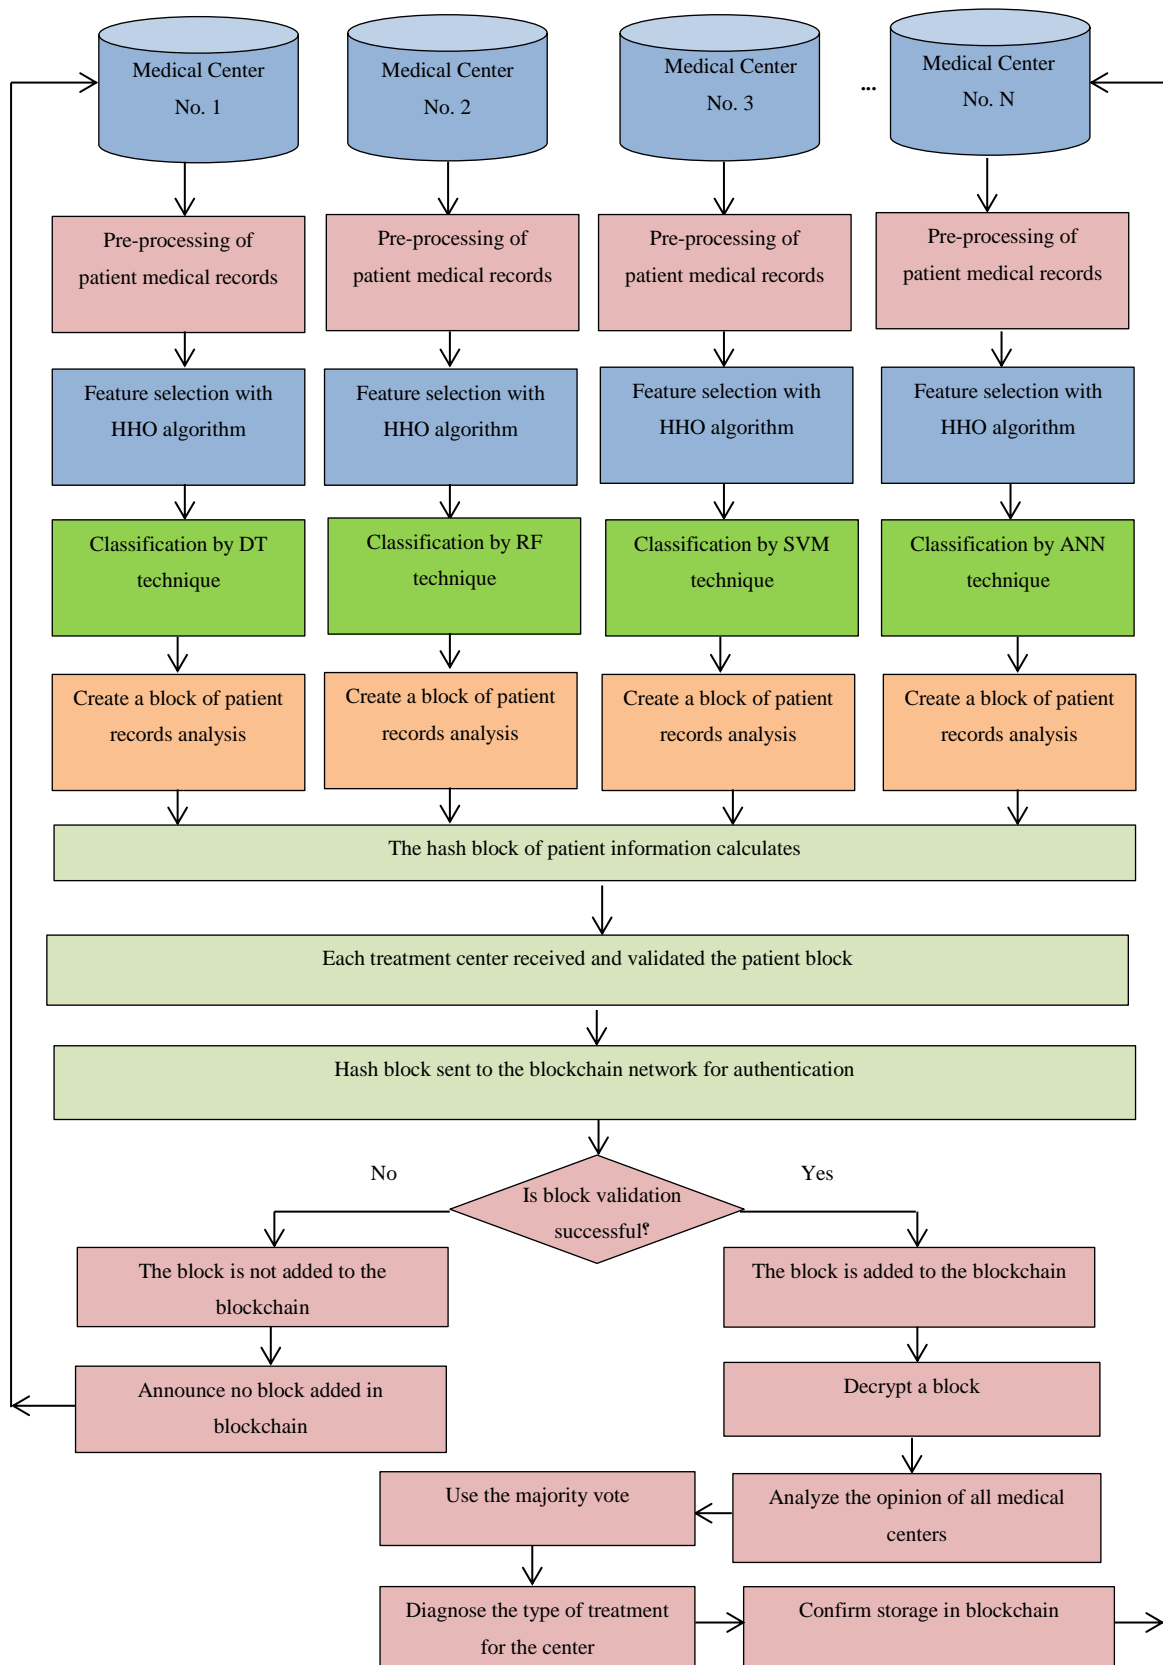 Medical Center
No. 1
Medical Center
No. 2
Medical Center
No. 3
...
Medical Center
No. N
Pre-processing of
patient medical records
Pre-processing of
patient medical records
Pre-processing of
patient medical records
Pre-processing of
patient medical records
Feature selection with
HHO algorithm
Feature selection with
HHO algorithm
Feature selection with
HHO algorithm
Feature selection with
HHO algorithm
Classification by DT
technique
Classification by RF
technique
Classification by SVM
technique
Classification by ANN
technique
Create a block of patient
records analysis
Create a block of patient
records analysis
Create a block of patient
records analysis
Create a block of patient
records analysis
The hash block of patient information calculates
Each treatment center received and validated the patient block
Hash block sent to the blockchain network for authentication
No
Yes
Is block validation
successful؟
The block is not added to the
blockchain
The block is added to the blockchain
Announce no block added in
blockchain
Decrypt a block
Use the majority vote
Analyze the opinion of all medical
centers
Diagnose the type of treatment
for the center
Confirm storage in blockchain